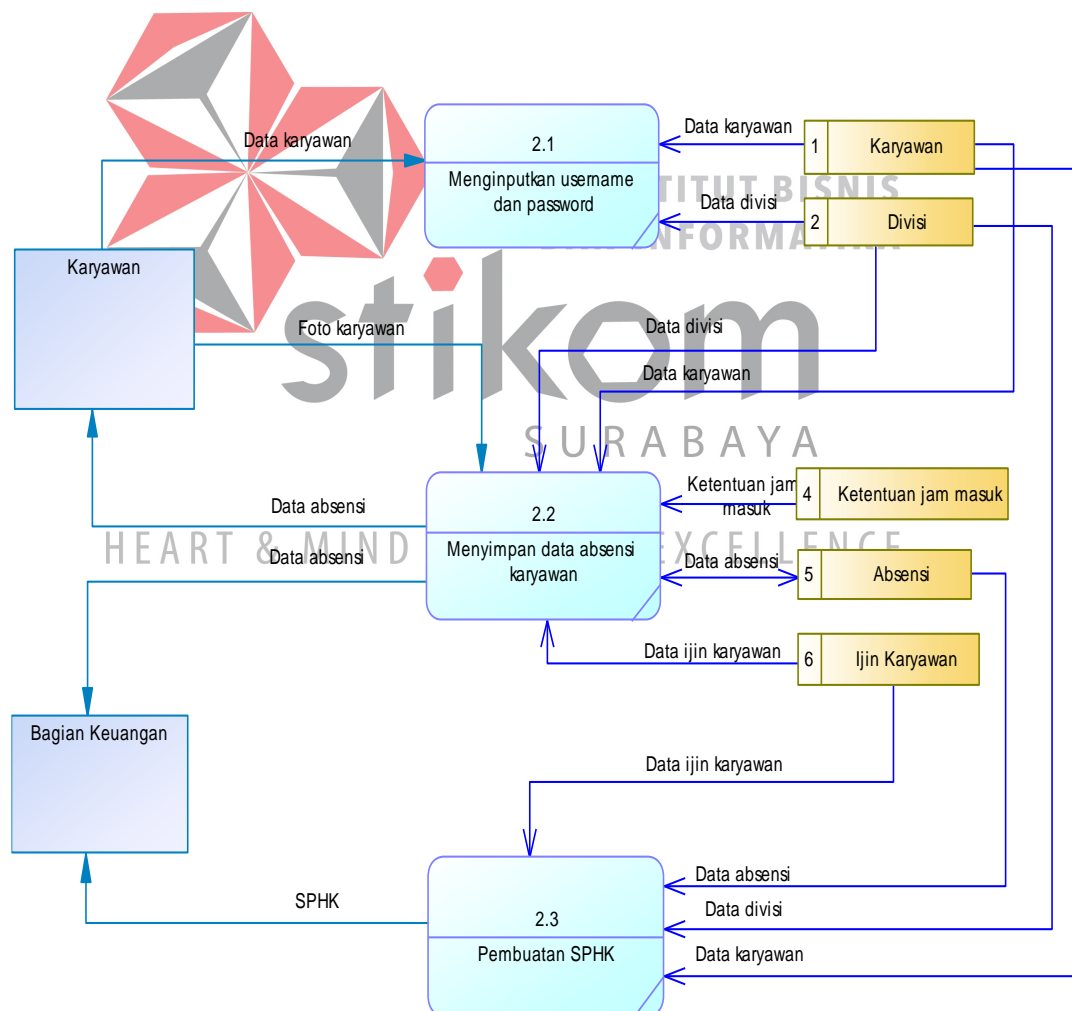 Data karyawan
2.1
Menginputkan username
dan password
Data karyawan
1
Karyawan
TITUT BISNIS
Data divisi
2
Divisi
NFORMATIKA
Karyawan
stikom
Foto karyawan
Data divisi
Data karyawan
SURABAYA
Ketentuan jam
masuk
4
Ketentuan jam masuk
2.2
Menyimpan data absensi
karyawan
Data absensi
HEART & MIND
EXCELLENCE
Data absensi
Data absensi
5
Absensi
Data ijin karyawan
6
Ijin Karyawan
Bagian Keuangan
Data ijin karyawan
2.3
Pembuatan SPHK
SPHK
Data absensi
Data divisi
Data karyawan